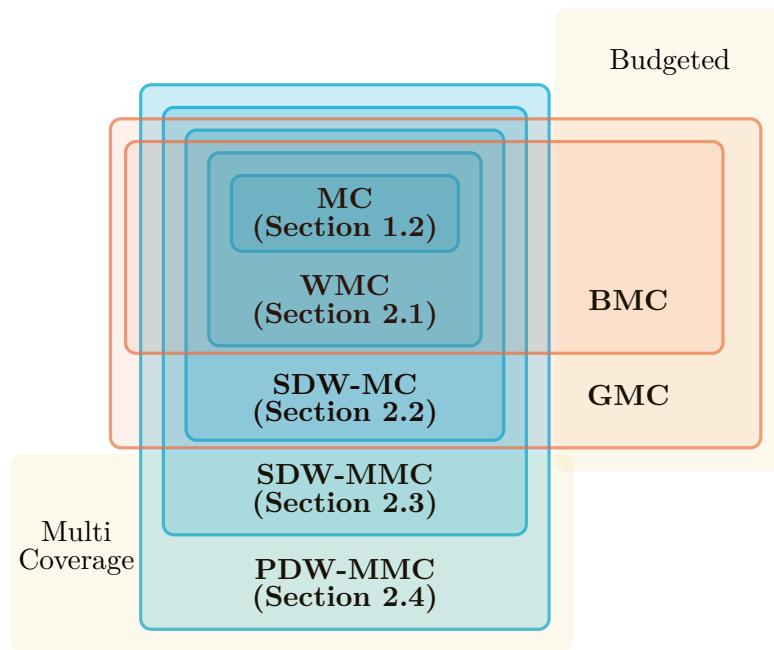 Budgeted
MC
(Section 1.2)
WMC
(Section 2.1)
BMC
SDW-MC
(Section 2.2)
GMC
SDW-MMC
(Section 2.3)
Multi
Coverage
PDW-MMC
(Section 2.4)